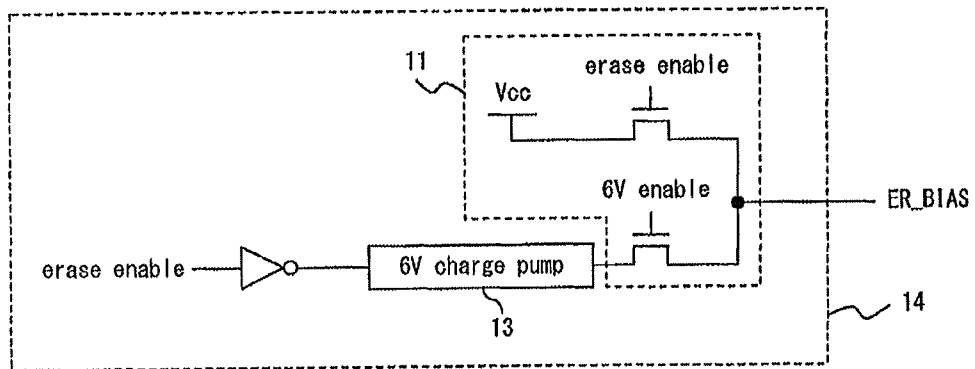 11
erase enable
Vcc
6V enable
ER_BIAS
erase enable
6V charge pump
13
14